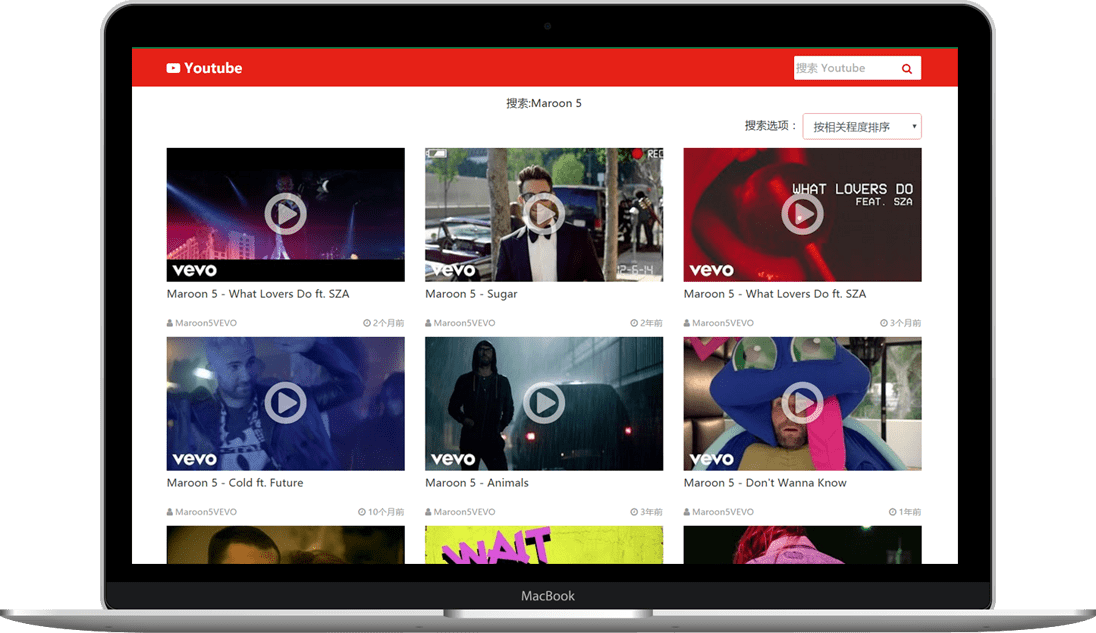 Youtube
搜索 Youtube
搜索:Maroon 5
搜索选项：
按相关程度排序
vevo
REC
vevo
12-6-14
WHAT LOVERS DO
FEAT. SZA
vevo
Maroon 5 - What Lovers Do ft. SZA
Maroon 5 - Sugar
Maroon 5 - What Lovers Do ft. SZA
Maroon5VEVO
2个月前
Maroon5VEVO
2年前
Maroon5VEVO
3个月前
vevo
vevo
vevo
Maroon 5 - Cold ft. Future
Maroon 5 - Animals
Maroon 5 - Don't Wanna Know
Maroon5VEVO
10个月前
Maroon5VEVO
3年前
Maroon5VEVO
1年前
WAIT
MacBook